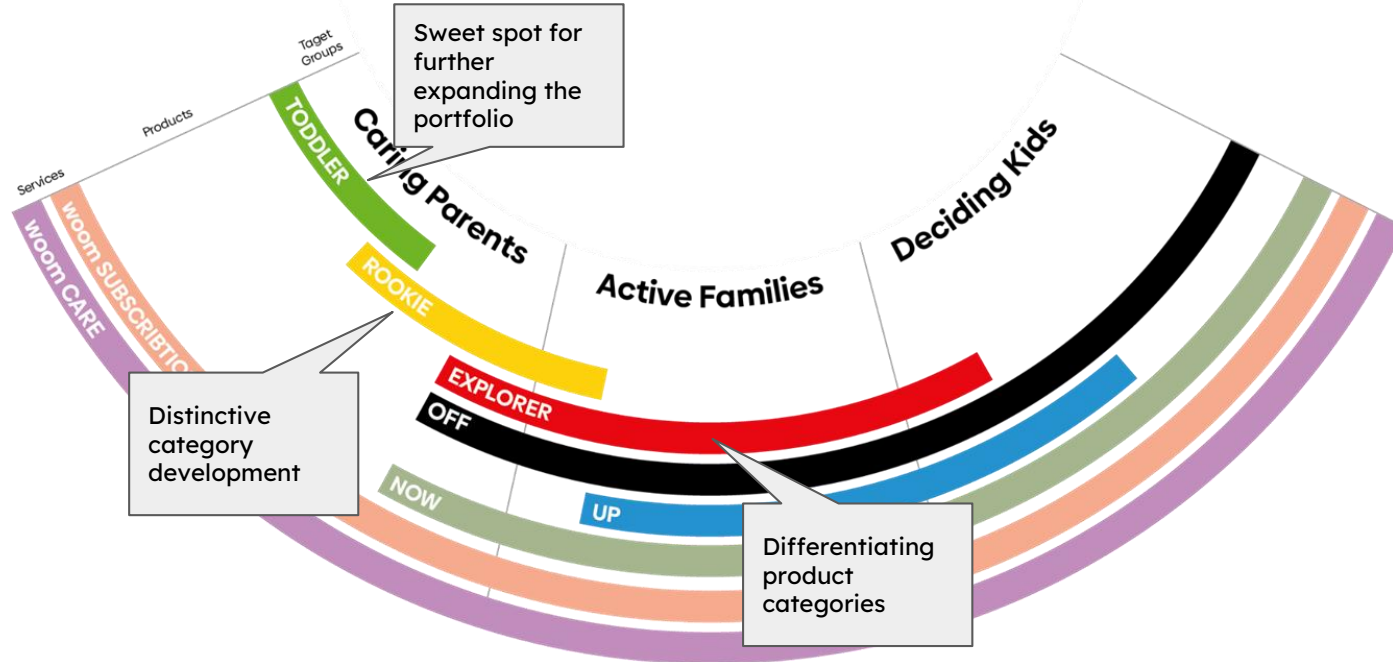 Taget
Groups
Products
Services
Sweet spot for
further
expanding the
portfolio
TODDLER
Caring Parents
Active Families
Deciding Kids
woom CARE
woom SUBSCRIBTIO
ROOKIE
EXPLORER
OFF
NOW
UP
Distinctive
category
development
Differentiating
product
categories